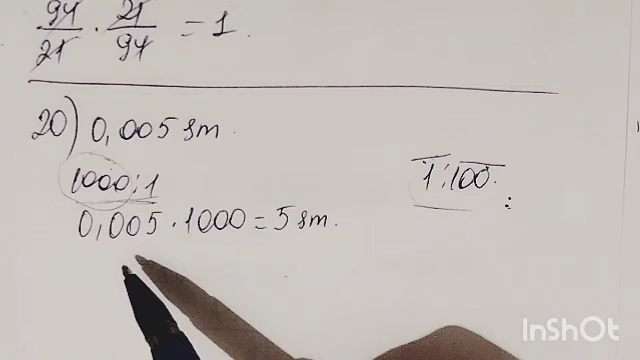 94/21 · 21/94 = 1.
20) 0,005 sm.
1000:1
1:100.
0,005 · 1000 = 5 sm.
InShOt